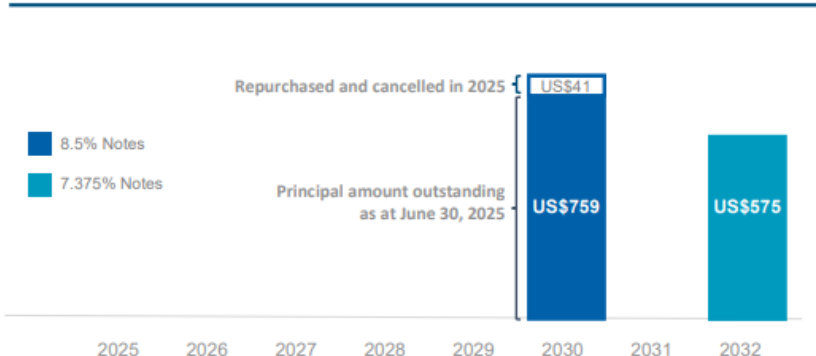 Repurchased and cancelled in 2025
US$41
8.5% Notes
7.375% Notes
Principal amount outstanding
as at June 30, 2025
US$759
US$575
2025 2026 2027 2028 2029 2030 2031 2032